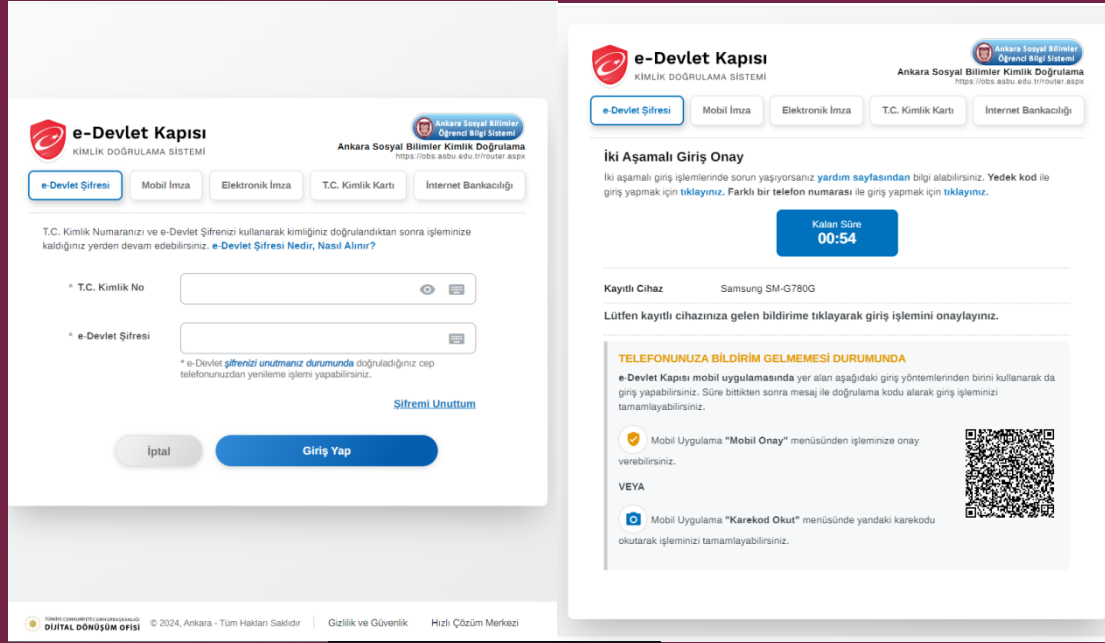 e-Devlet Kapısı
KİMLİK DOĞRULAMA SİSTEMİ
Ankara Sosyal Bilimler
Öğrenci Bilgi Sistemi
Ankara Sosyal Bilimler Kimlik Doğrulama
https://obs.asbu.edu.tr/router.aspx
e-Devlet Şifresi
Mobil İmza
Elektronik İmza
T.C. Kimlik Kartı
İnternet Bankacılığı
T.C. Kimlik Numaranızı ve e-Devlet Şifrenizi kullanarak kimliğiniz doğrulandıktan sonra işleminize
kaldığınız yerden devam edebilirsiniz. e-Devlet Şifresi Nedir, Nasıl Alınır?
* T.C. Kimlik No
* e-Devlet Şifresi
* e-Devlet şifrenizi unutmanız durumunda doğruladığınız cep
telefonunuzdan yenileme işlemi yapabilirsiniz.
Şifremi Unuttum
İptal
Giriş Yap
TÜRKİYE CUMHURİYETİ CUMHURBAŞKANLIĞI
DİJİTAL DÖNÜŞÜM OFİSİ
© 2024, Ankara - Tüm Hakları Saklıdır
Gizlilik ve Güvenlik
Hızlı Çözüm Merkezi
e-Devlet Kapısı
KİMLİK DOĞRULAMA SİSTEMİ
Ankara Sosyal Bilimler
Öğrenci Bilgi Sistemi
Ankara Sosyal Bilimler Kimlik Doğrulama
https://obs.asbu.edu.tr/router.aspx
e-Devlet Şifresi
Mobil İmza
Elektronik İmza
T.C. Kimlik Kartı
İnternet Bankacılığı
İki Aşamalı Giriş Onay
İki aşamalı giriş işlemlerinde sorun yaşıyorsanız yardım sayfasından bilgi alabilirsiniz. Yedek kod ile
giriş yapmak için tıklayınız. Farklı bir telefon numarası ile giriş yapmak için tıklayınız.
Kalan Süre
00:54
Kayıtlı Cihaz
Samsung SM-G780G
Lütfen kayıtlı cihazınıza gelen bildirime tıklayarak giriş işlemini onaylayınız.
TELEFONUNUZA BİLDİRİM GELMEMESİ DURUMUNDA
e-Devlet Kapısı mobil uygulamasında yer alan aşağıdaki giriş yöntemlerinden birini kullanarak da
giriş yapabilirsiniz. Süre bittikten sonra mesaj ile doğrulama kodu alarak giriş işleminizi
tamamlayabilirsiniz.
Mobil Uygulama "Mobil Onay" menüsünden işleminize onay
verebilirsiniz.
VEYA
Mobil Uygulama "Karekod Okut" menüsünde yandaki karekodu
okutarak işleminizi tamamlayabilirsiniz.